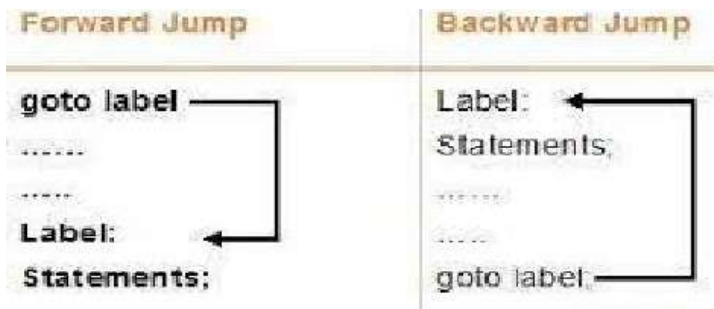 Forward Jump
goto label
.......
.....
Label:
Statements;
Backward Jump
Label:
Statements;
.......
.....
goto label;